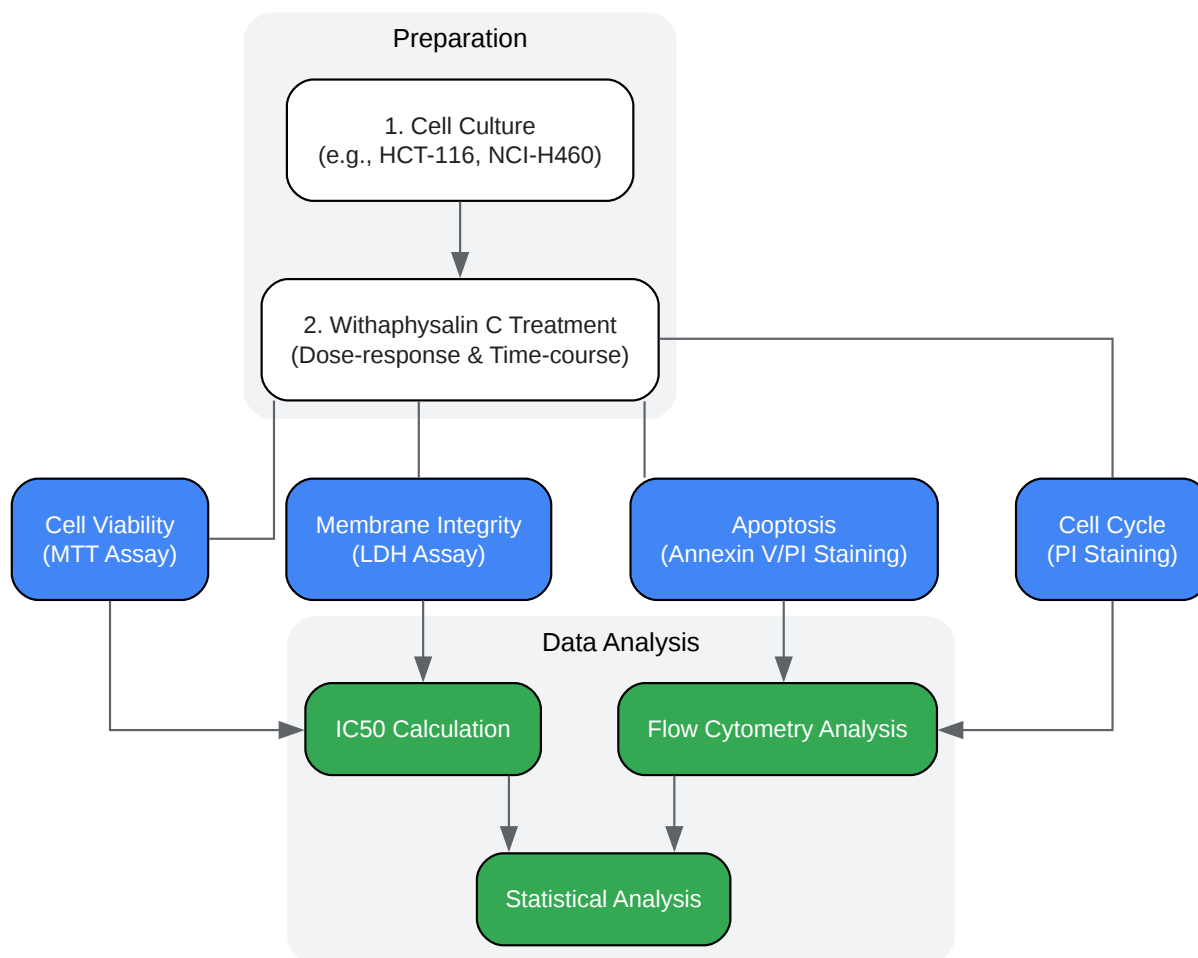 Preparation
1. Cell Culture
(e.g., HCT-116, NCI-H460)
2. Withaphysalin C Treatment
(Dose-response & Time-course)
Cell Viability
(MTT Assay)
Membrane Integrity
(LDH Assay)
Apoptosis
(Annexin V/PI Staining)
Cell Cycle
(PI Staining)
Data Analysis
IC50 Calculation
Flow Cytometry Analysis
Statistical Analysis